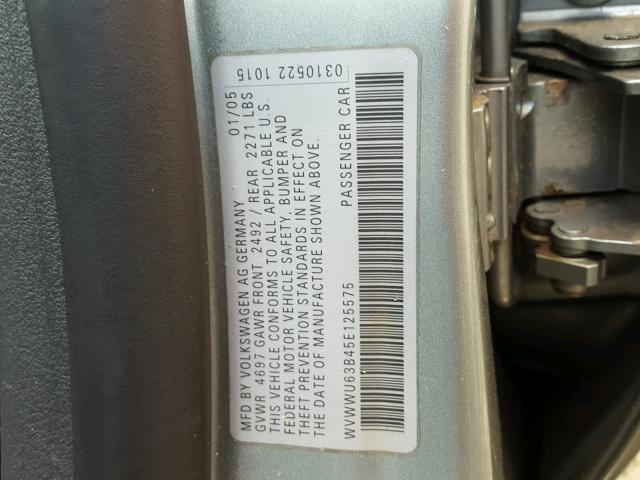 MFD BY VOLKSWAGEN AG GERMANY 01/05 0310522 1015
GVWR 4697 GAWR FRONT 2492 / REAR 2271 LBS
THIS VEHICLE CONFORMS TO ALL APPLICABLE U.S.
FEDERAL MOTOR VEHICLE SAFETY, BUMPER AND
THEFT PREVENTION STANDARDS IN EFFECT ON
THE DATE OF MANUFACTURE SHOWN ABOVE.
WVWWU63B45E125575 PASSENGER CAR